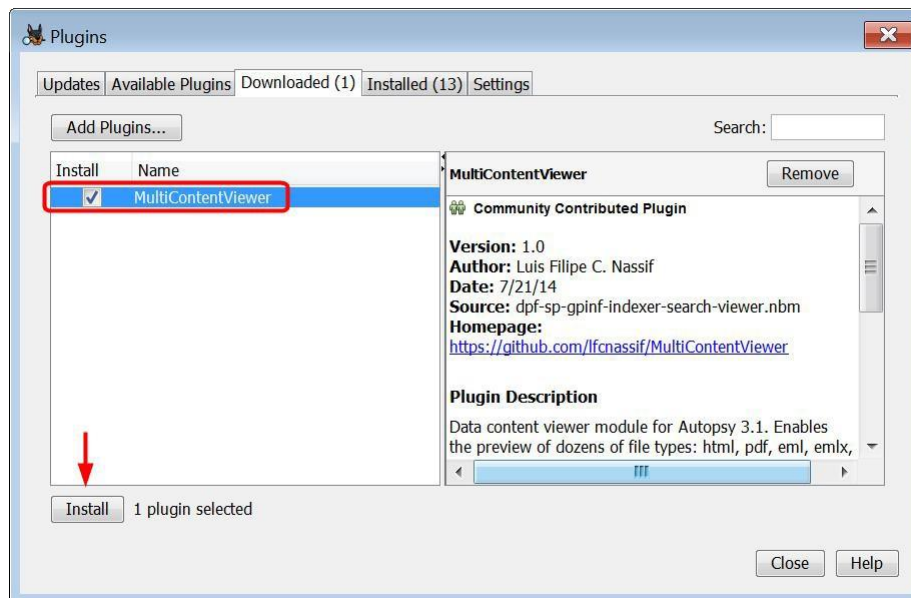 Plugins
Updates Available Plugins Downloaded (1) Installed (13) Settings
Add Plugins... Search:
Install Name
MultiContentViewer
MultiContentViewer Remove
Community Contributed Plugin
Version: 1.0
Author: Luis Filipe C. Nassif
Date: 7/21/14
Source: dpf-sp-gpinf-indexer-search-viewer.nbm
Homepage:
https://github.com/lfcnassif/MultiContentViewer
Plugin Description
Data content viewer module for Autopsy 3.1. Enables
the preview of dozens of file types: html, pdf, eml, emlx,
Install 1 plugin selected
Close Help